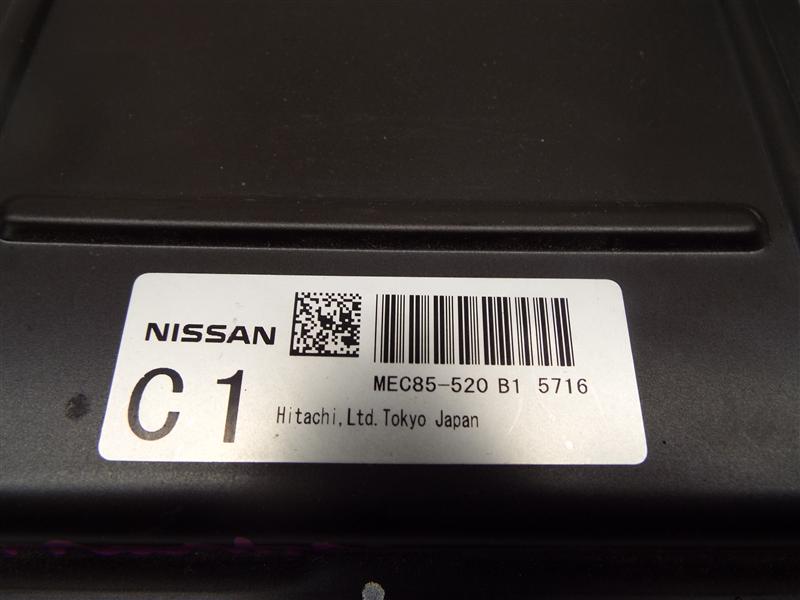 NISSAN
MEC85-520 B1 5716
C1
Hitachi,Ltd.Tokyo Japan